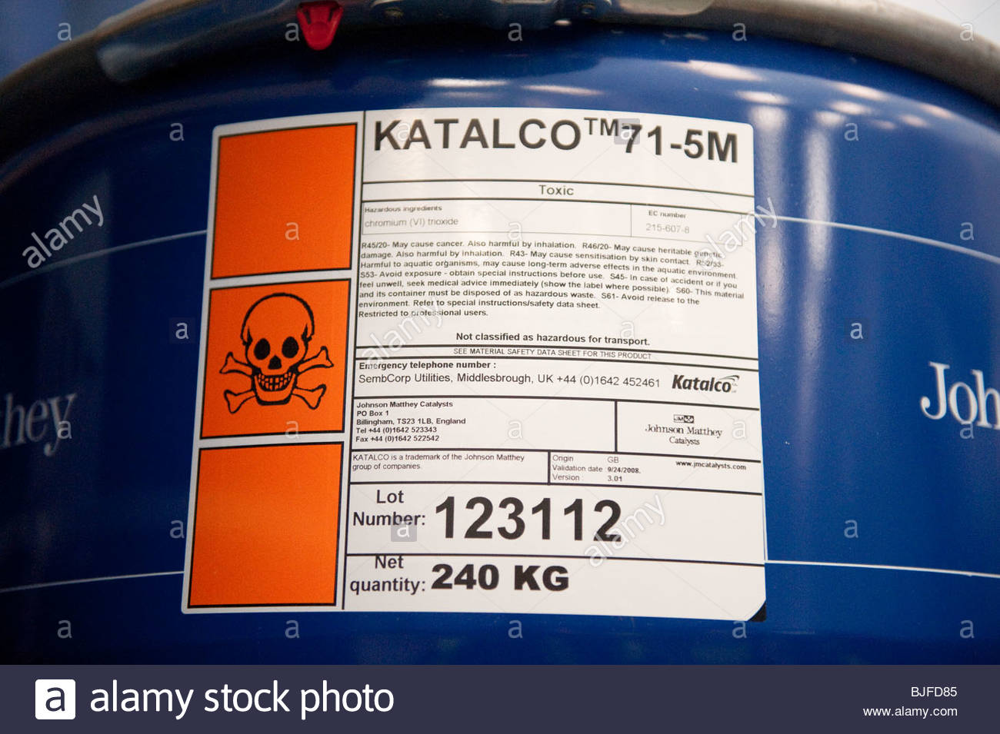 KATALCO™71-5M
Toxic
Hazardous ingredients
EC number
chromium (VI) trioxide
215-607-8
R45/20- May cause cancer. Also harmful by inhalation. R46/20- May cause heritable genetic
damage. Also harmful by inhalation. R43- May cause sensitisation by skin contact. R52/53-
Harmful to aquatic organisms, may cause long-term adverse effects in the aquatic environment.
S53- Avoid exposure - obtain special instructions before use. S45- In case of accident or if you
feel unwell, seek medical advice immediately (show the label where possible). S60- This material
and its container must be disposed of as hazardous waste. S61- Avoid release to the
environment. Refer to special instructions/safety data sheet.
Restricted to professional users.
Not classified as hazardous for transport.
SEE MATERIAL SAFETY DATA SHEET FOR THIS PRODUCT
Emergency telephone number :
SembCorp Utilities, Middlesbrough, UK +44 (0)1642 452461
Katalco
Johnson Matthey Catalysts
PO Box 1
Billingham, TS23 1LB, England
Tel +44 (0)1642 523343
Fax +44 (0)1642 522542
JM
Johnson Matthey
Catalysts
KATALCO is a trademark of the Johnson Matthey
group of companies.
Origin GB
Validation date : 9/24/2008.
Version : 3.01
www.jmcatalysts.com
Lot
Number: 123112
Net
quantity: 240 KG
they
Joh
alamy
alamy
alamy
alamy
a alamy stock photo
BJFD85
www.alamy.com